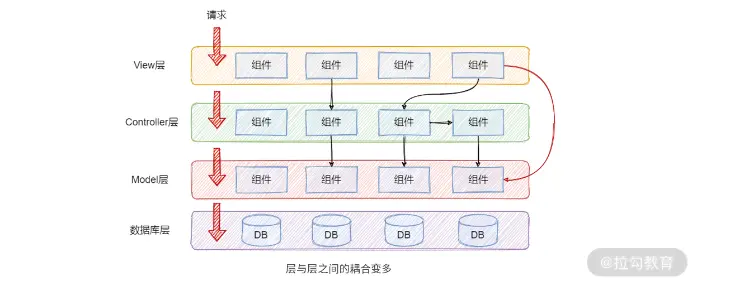 请求
View层
组件 组件 组件 组件
Controller层
组件 组件 组件 组件
Model层
组件 组件 组件 组件
数据库层
DB DB DB DB
层与层之间的耦合变多
@拉勾教育